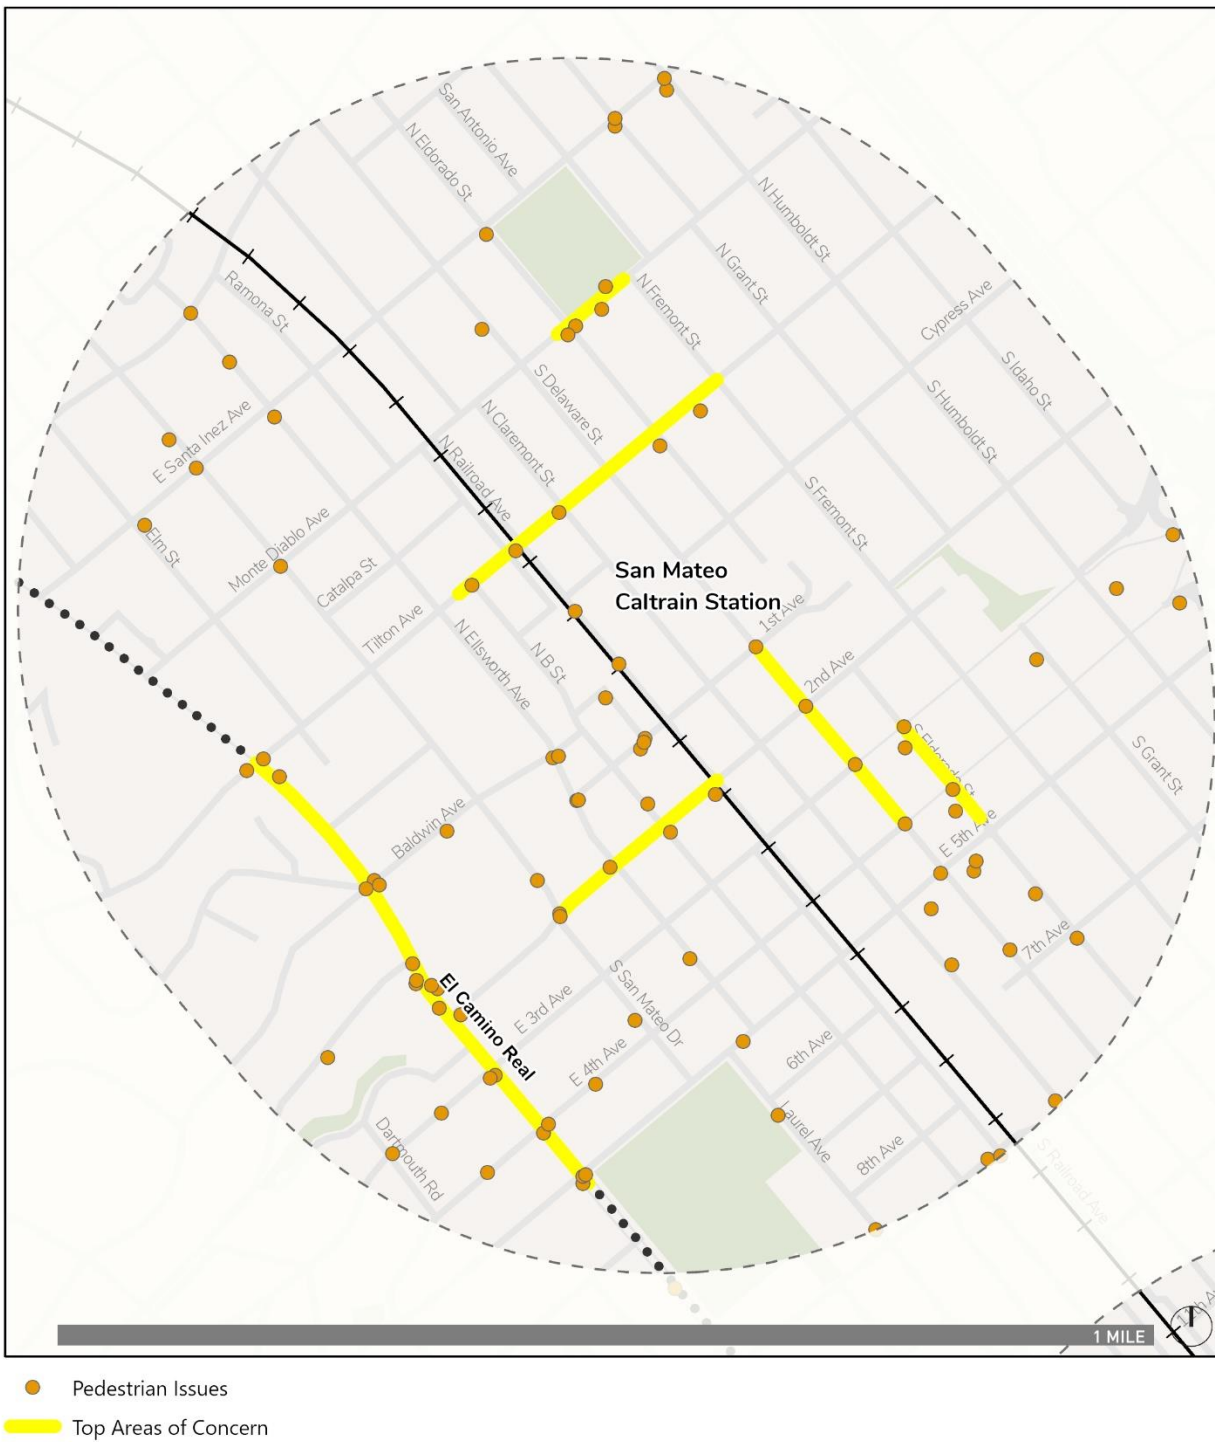 San Antonio Ave
N Eldorado St
N Humboldt St
N Grant St
Ramona St
N Fremont St
Cypress Ave
S Idaho St
S Delaware St
S Humboldt St
E Santa Inez Ave
N Claremont St
N Railroad Ave
S Fremont St
Elm St
Monte Diablo Ave
Catalpa St
San Mateo
Caltrain Station
1st Ave
Tilton Ave
N Ellsworth Ave
N B St
2nd Ave
S Eldorado St
S Grant St
Baldwin Ave
E 5th Ave
7th Ave
El Camino Real
E 3rd Ave
S San Mateo Dr
E 4th Ave
6th Ave
Dartmouth Rd
Laurel Ave
8th Ave
S Railroad Ave
11th A
1 MILE
Pedestrian Issues
Top Areas of Concern